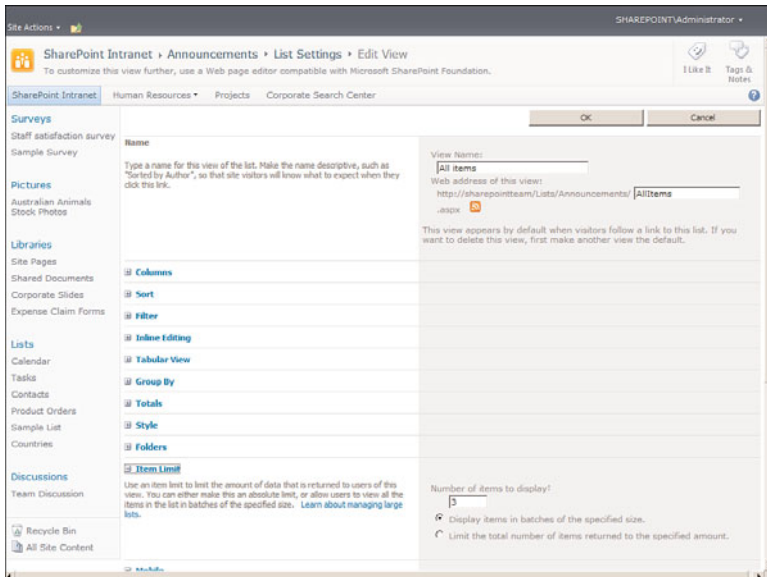 SHAREPOINT\Administrator
Site Actions
SharePoint Intranet › Announcements › List Settings › Edit View
To customize this view further, use a Web page editor compatible with Microsoft SharePoint Foundation.
I Like It
Tags & Notes
SharePoint Intranet Human Resources Projects Corporate Search Center
Surveys
Staff satisfaction survey
Sample Survey
Pictures
Australian Animals
Stock Photos
Libraries
Site Pages
Shared Documents
Corporate Slides
Expense Claim Forms
Lists
Calendar
Tasks
Contacts
Product Orders
Sample List
Countries
Discussions
Team Discussion
Recycle Bin
All Site Content
OK Cancel
Name
Type a name for this view of the list. Make the name descriptive, such as
"Sorted by Author", so that site visitors will know what to expect when they
click this link.
View Name:
All items
Web address of this view:
http://sharepointteam/Lists/Announcements/ AllItems
.aspx
This view appears by default when visitors follow a link to this list. If you
want to delete this view, first make another view the default.
Columns
Sort
Filter
Inline Editing
Tabular View
Group By
Totals
Style
Folders
Item Limit
Use an item limit to limit the amount of data that is returned to users of this
view. You can either make this an absolute limit, or allow users to view all the
items in the list in batches of the specified size. Learn about managing large
lists.
Number of items to display:
3
Display items in batches of the specified size.
Limit the total number of items returned to the specified amount.
Mobile